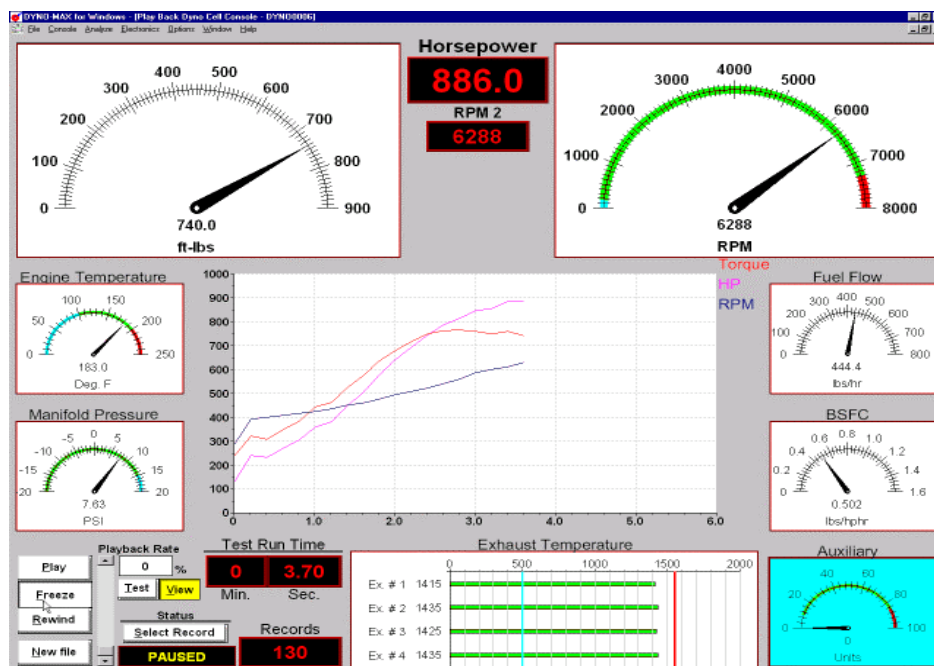 DYNO-MAX for Windows - [Play Back Dyno Cell Console - DYNO0006]
File Console Analize Electronics Options Window Help
Horsepower
886.0
RPM 2
6288
0 100 200 300 400 500 600 700 800 900
740.0
ft-lbs
0 1000 2000 3000 4000 5000 6000 7000 8000
6288
RPM
Engine Temperature
0 50 100 150 200 250
183.0
Deg. F
Manifold Pressure
-20 -15 -10 -5 0 5 10 15 20
7.63
PSI
Torque
HP
RPM
1000
900
800
700
600
500
400
300
200
100
0
0 1.0 2.0 3.0 4.0 5.0 6.0
Fuel Flow
0 100 200 300 400 500 600 700 800
444.4
lbs/hr
BSFC
0 0.4 0.6 0.8 1.0 1.2 1.4 1.6
0.502
lbs/hphr
Play
Freeze
Rewind
New file
Playback Rate
0 %
Test View
Status
Select Record
PAUSED
Test Run Time
0 3.70
Min. Sec.
Records
130
Exhaust Temperature
0 500 1000 1500 2000
Ex. # 1 1415
Ex. # 2 1435
Ex. # 3 1425
Ex. # 4 1435
Auxiliary
0 20 40 60 80 100
0
Units